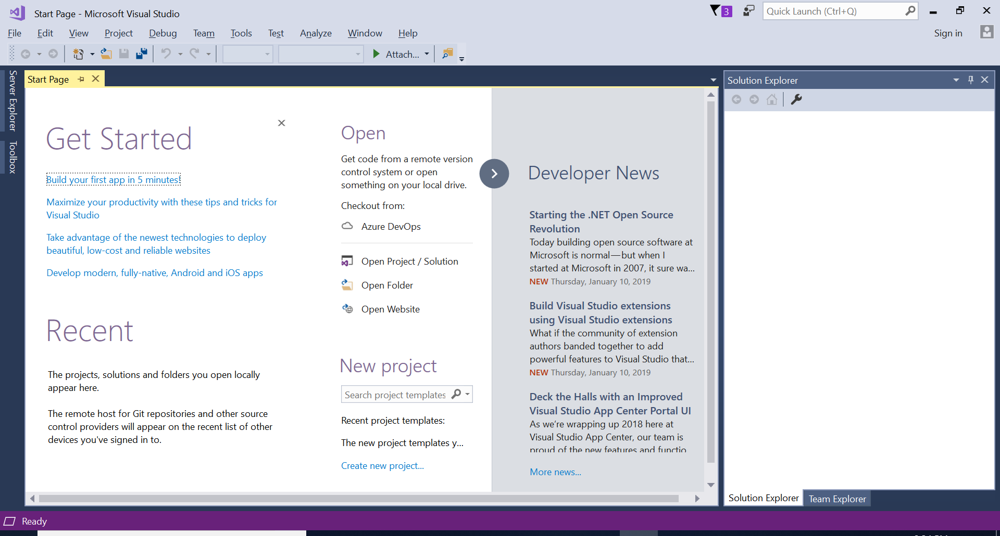 Start Page - Microsoft Visual Studio
3
Quick Launch (Ctrl+Q)
File Edit View Project Debug Team Tools Test Analyze Window Help
Sign in
Attach...
Server Explorer
Toolbox
Start Page
Get Started
Build your first app in 5 minutes!
Maximize your productivity with these tips and tricks for
Visual Studio
Take advantage of the newest technologies to deploy
beautiful, low-cost and reliable websites
Develop modern, fully-native, Android and iOS apps
Recent
The projects, solutions and folders you open locally
appear here.
The remote host for Git repositories and other source
control providers will appear on the recent list of other
devices you've signed in to.
Open
Get code from a remote version
control system or open
something on your local drive.
Checkout from:
Azure DevOps
Open Project / Solution
Open Folder
Open Website
New project
Search project templates
Recent project templates:
The new project templates y...
Create new project...
Developer News
Starting the .NET Open Source
Revolution
Today building open source software at
Microsoft is normal—but when I
started at Microsoft in 2007, it sure wa...
NEW Thursday, January 10, 2019
Build Visual Studio extensions
using Visual Studio extensions
What if the community of extension
authors banded together to add
powerful features to Visual Studio that...
NEW Thursday, January 10, 2019
Deck the Halls with an Improved
Visual Studio App Center Portal UI
As we’re wrapping up 2018 here at
Visual Studio App Center, our team is
proud of the new features and functio
More news...
Solution Explorer
Solution Explorer Team Explorer
Ready